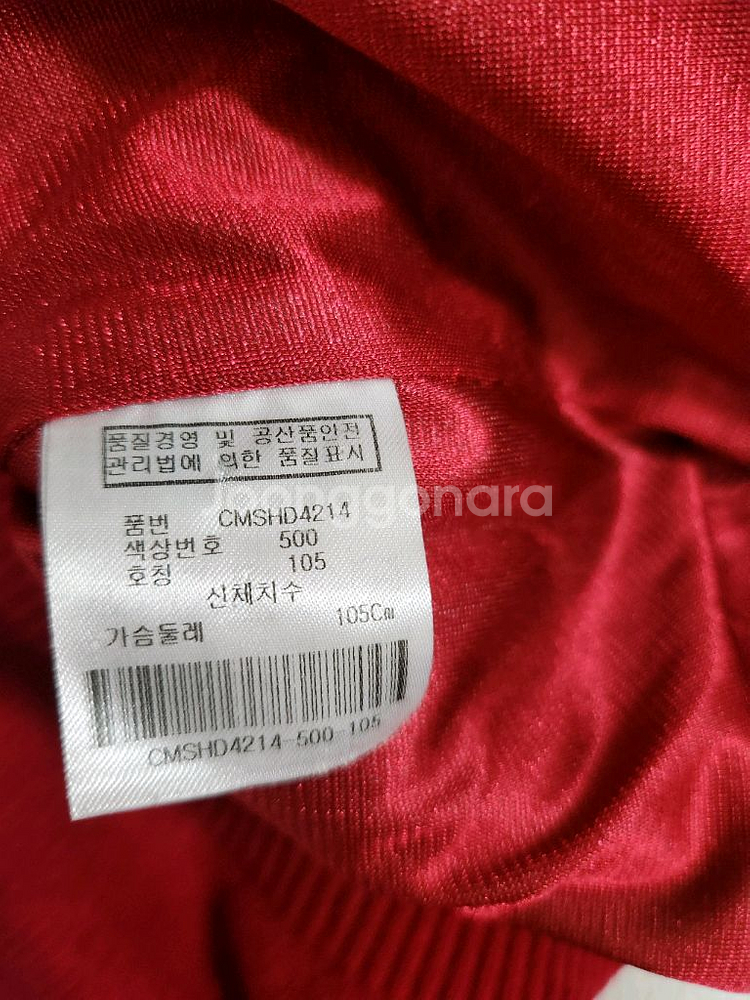 품질경영 및 공산품안전
관리법에 의한 품질표시
joonggonara
품번 CMSHD4214
색상번호 500
호칭 105
신체치수
가슴둘레 105Cm
CMSHD4214-500-105